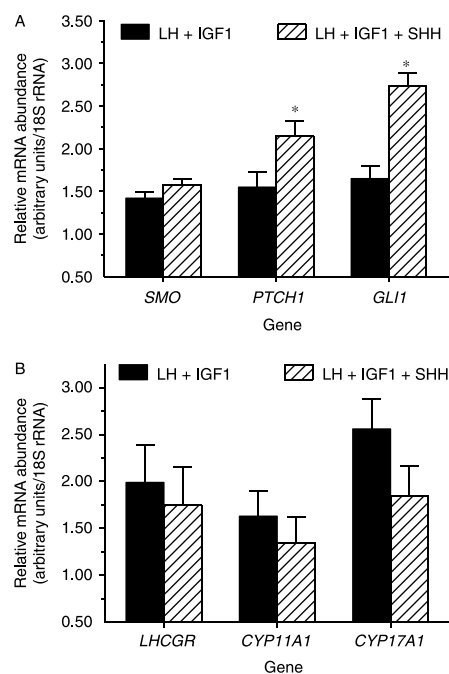 A
LH + IGF1
LH + IGF1 + SHH
Relative mRNA abundance
(arbitrary units/18S rRNA)
3.50
3.00
2.50
2.00
1.50
1.00
0.50
*
*
SMO
PTCH1
GLI1
Gene
B
LH + IGF1
LH + IGF1 + SHH
Relative mRNA abundance
(arbitrary units/18S rRNA)
3.00
2.50
2.00
1.50
1.00
0.50
LHCGR
CYP11A1
CYP17A1
Gene